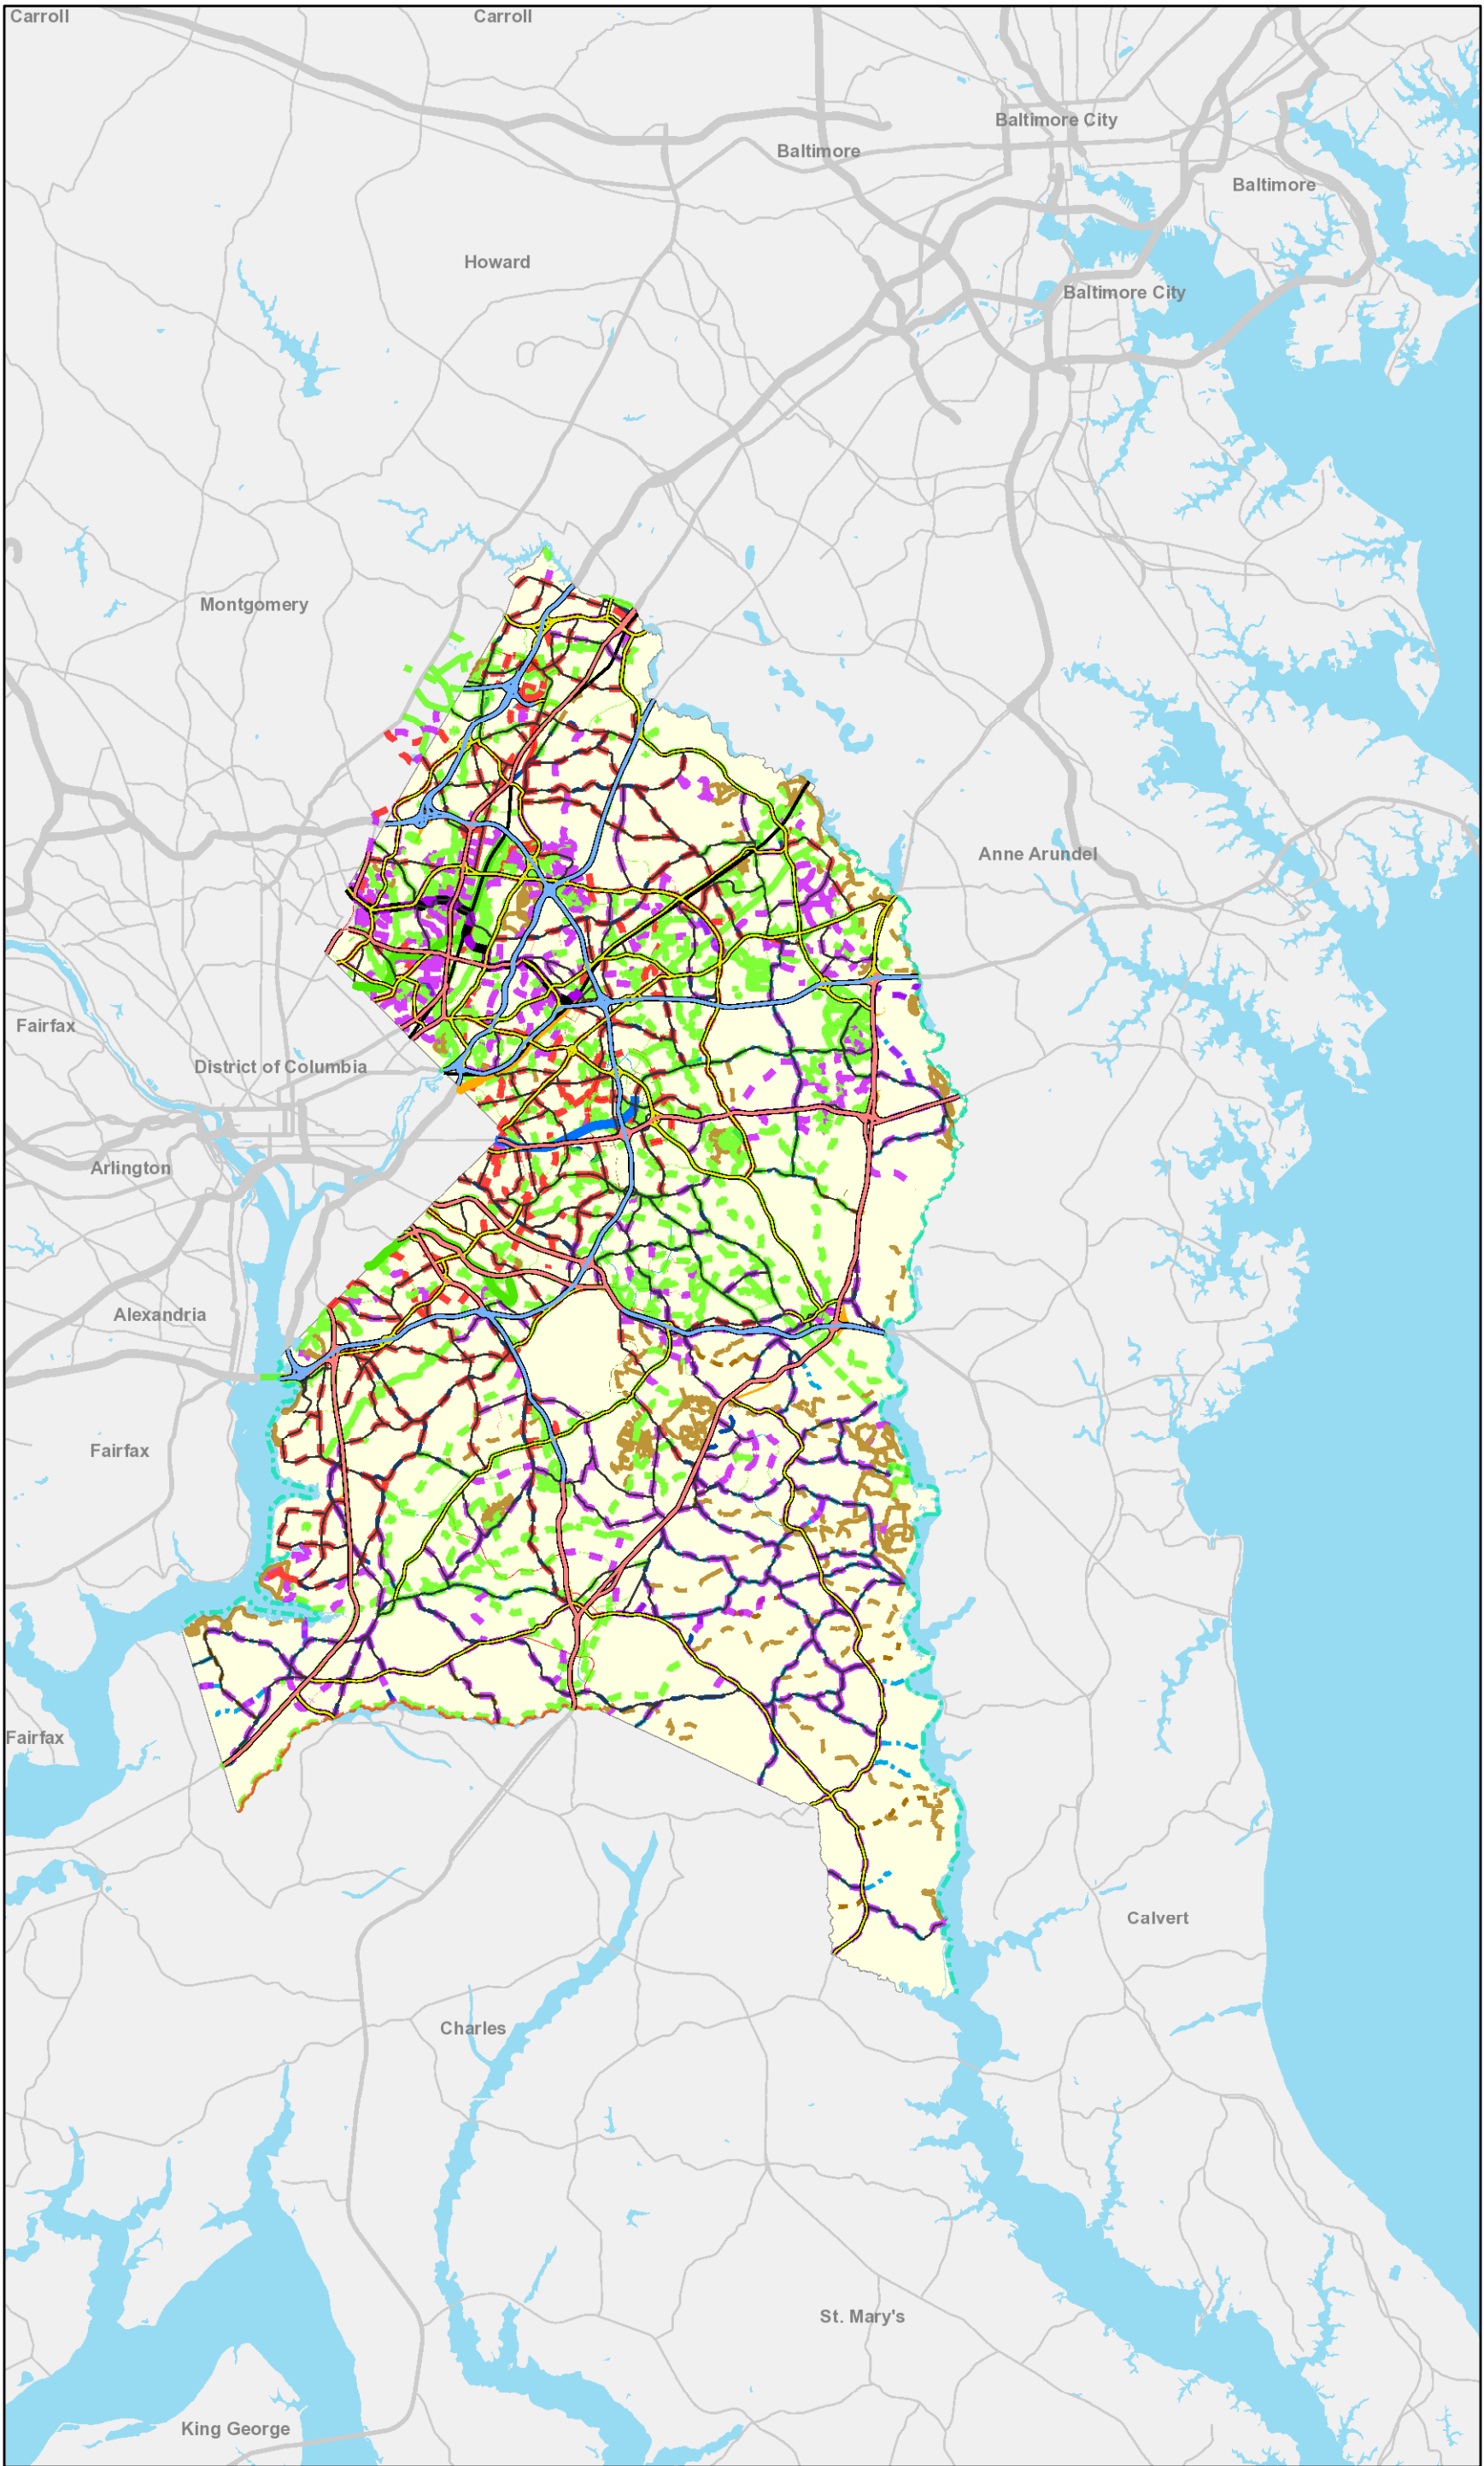 Carroll
Carroll
Baltimore City
Baltimore
Baltimore
Howard
Baltimore City
Montgomery
Anne Arundel
Fairfax
District of Columbia
Arlington
Alexandria
Fairfax
Fairfax
Calvert
Charles
St. Mary's
King George